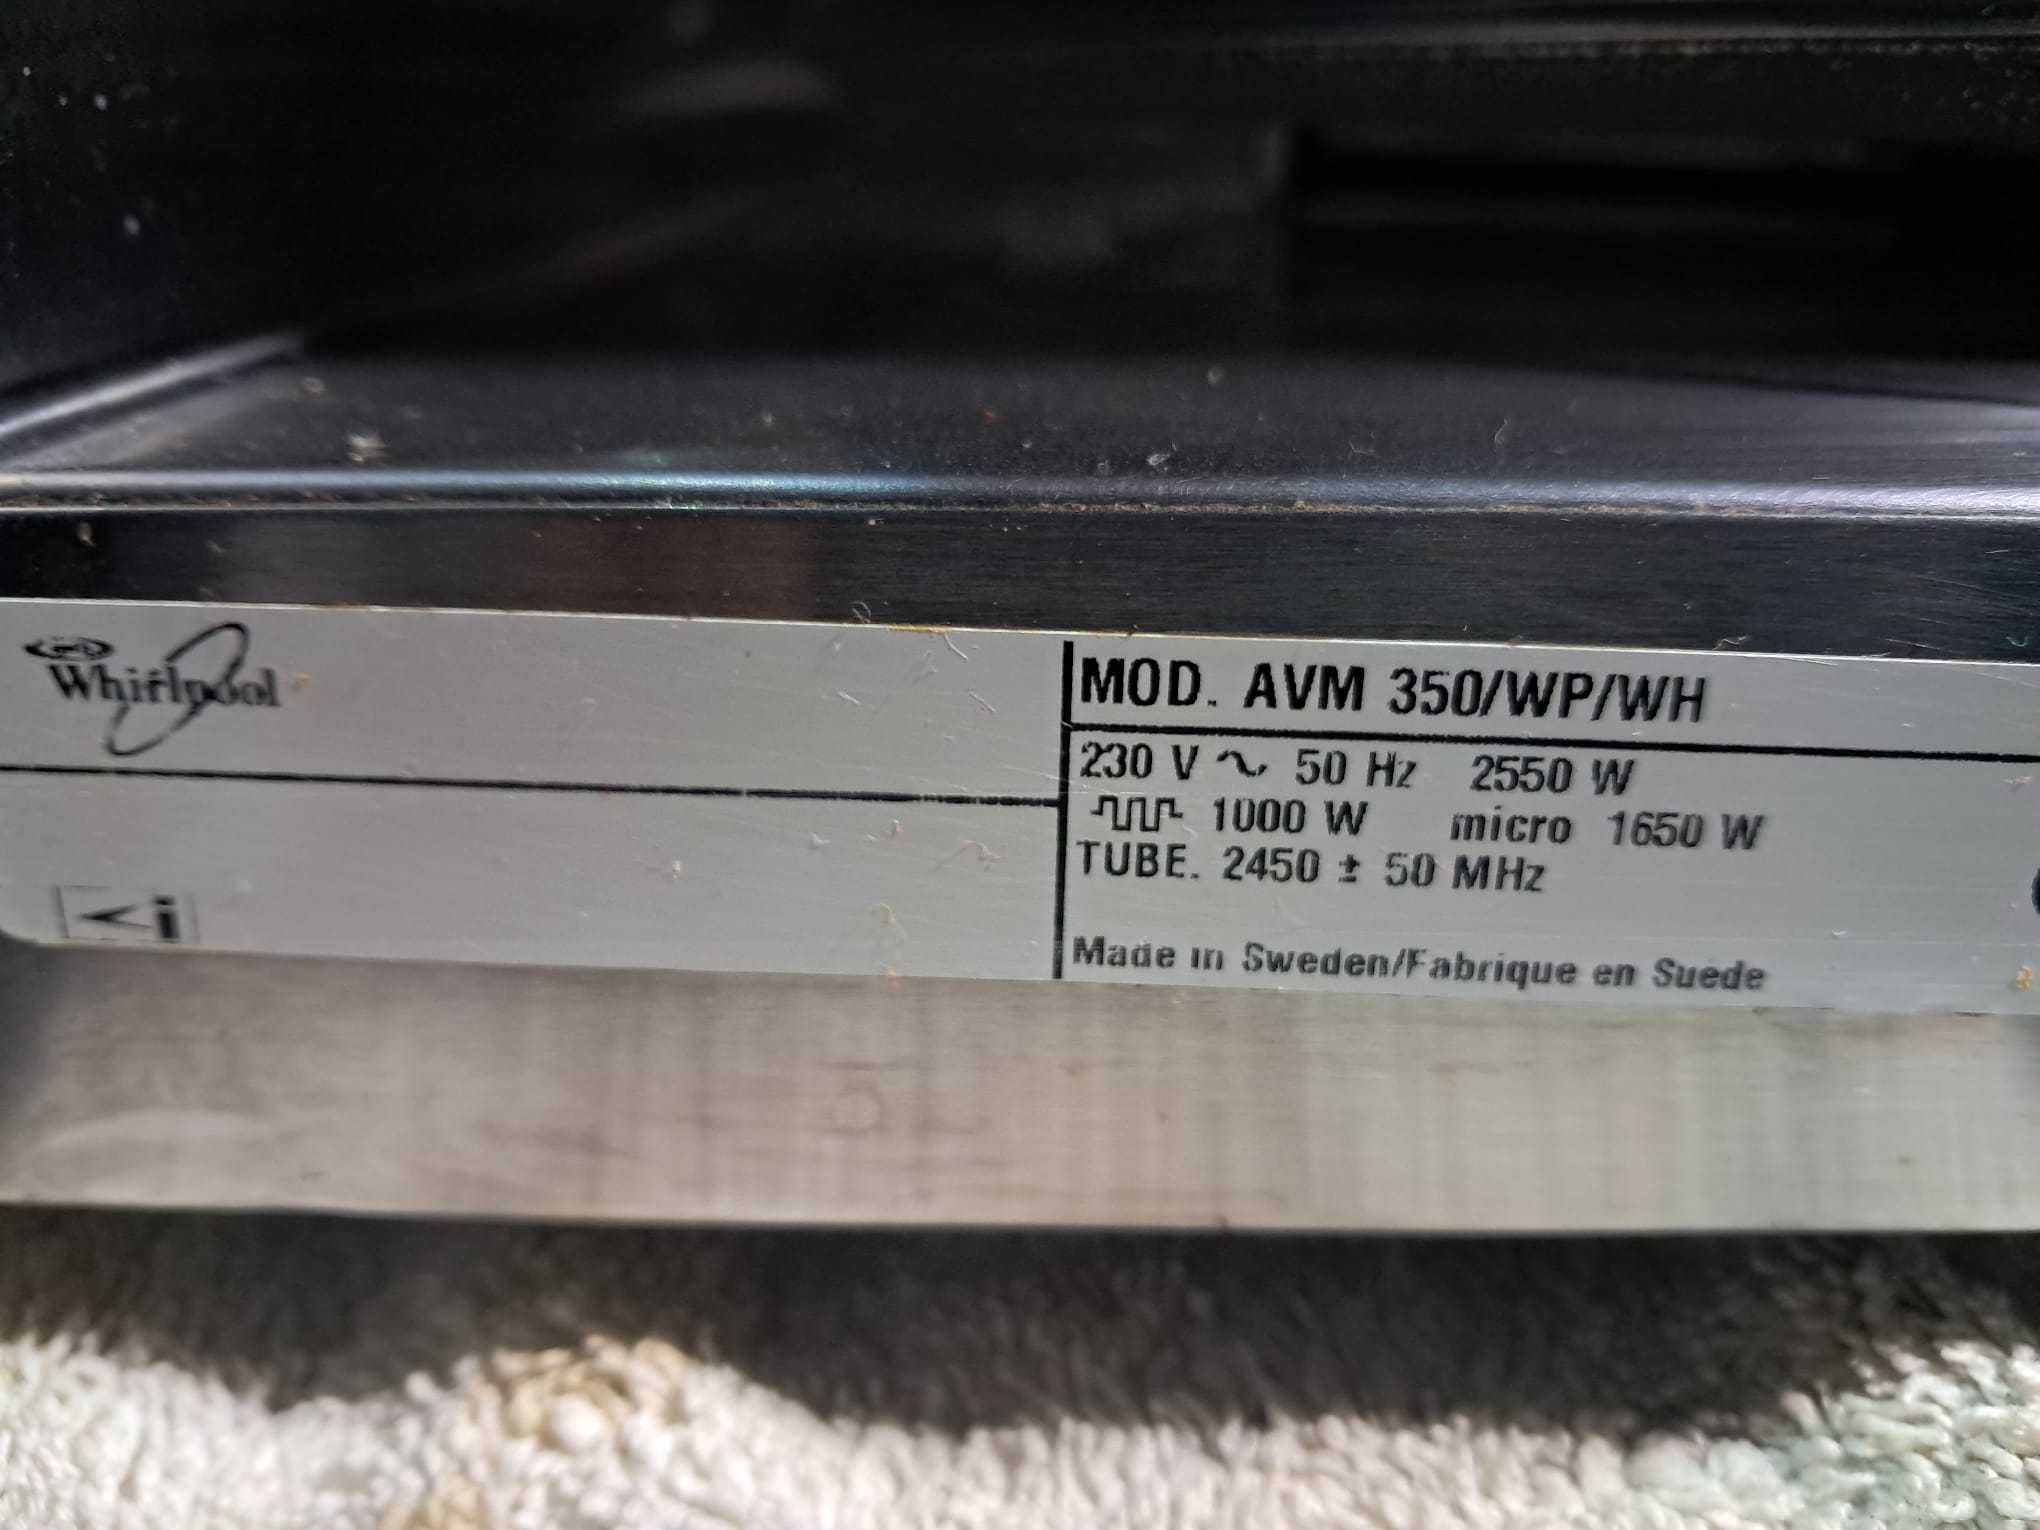 Whirlpool
MOD. AVM 350/WP/WH
230 V ~ 50 Hz 2550 W
1000 W micro 1650 W
TUBE. 2450 ± 50 MHz
Made in Sweden/Fabrique en Suede